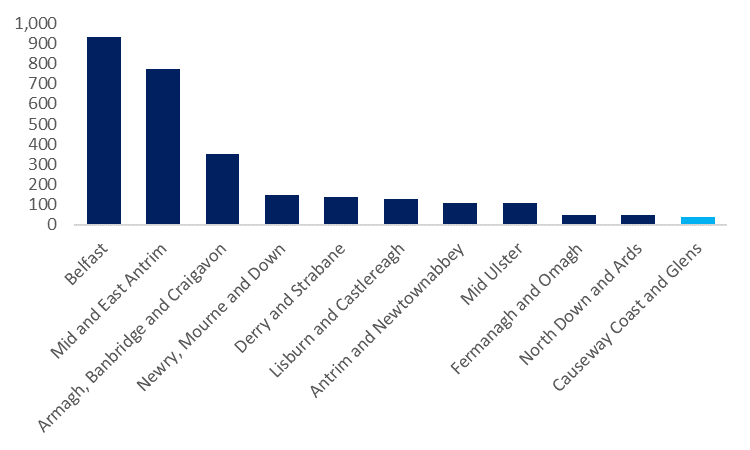 1,000
900
800
700
600
500
400
300
200
100
0
Belfast
Mid and East Antrim
Armagh, Banbridge and Craigavon
Newry, Mourne and Down
Derry and Strabane
Lisburn and Castlereagh
Antrim and Newtownabbey
Mid Ulster
Fermanagh and Omagh
North Down and Ards
Causeway Coast and Glens